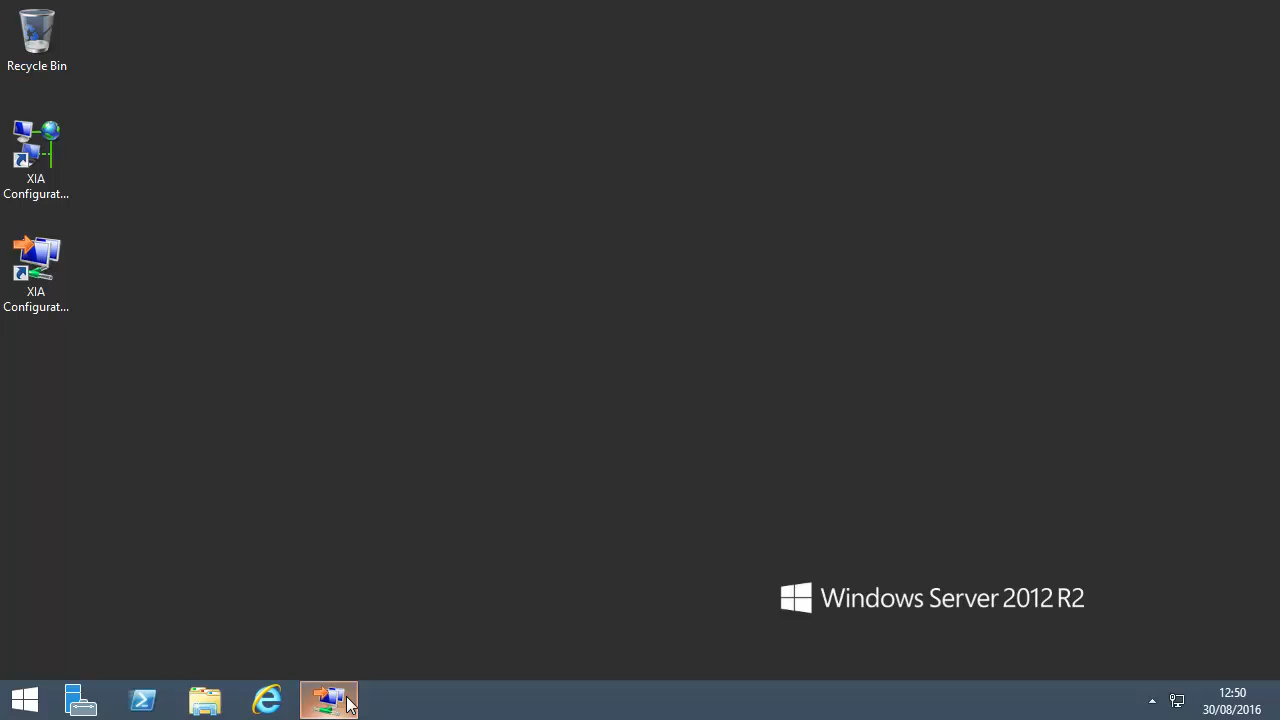 Recycle Bin
XIA
Configurat...
XIA
Configurat...
Windows Server 2012 R2
12:50
30/08/2016